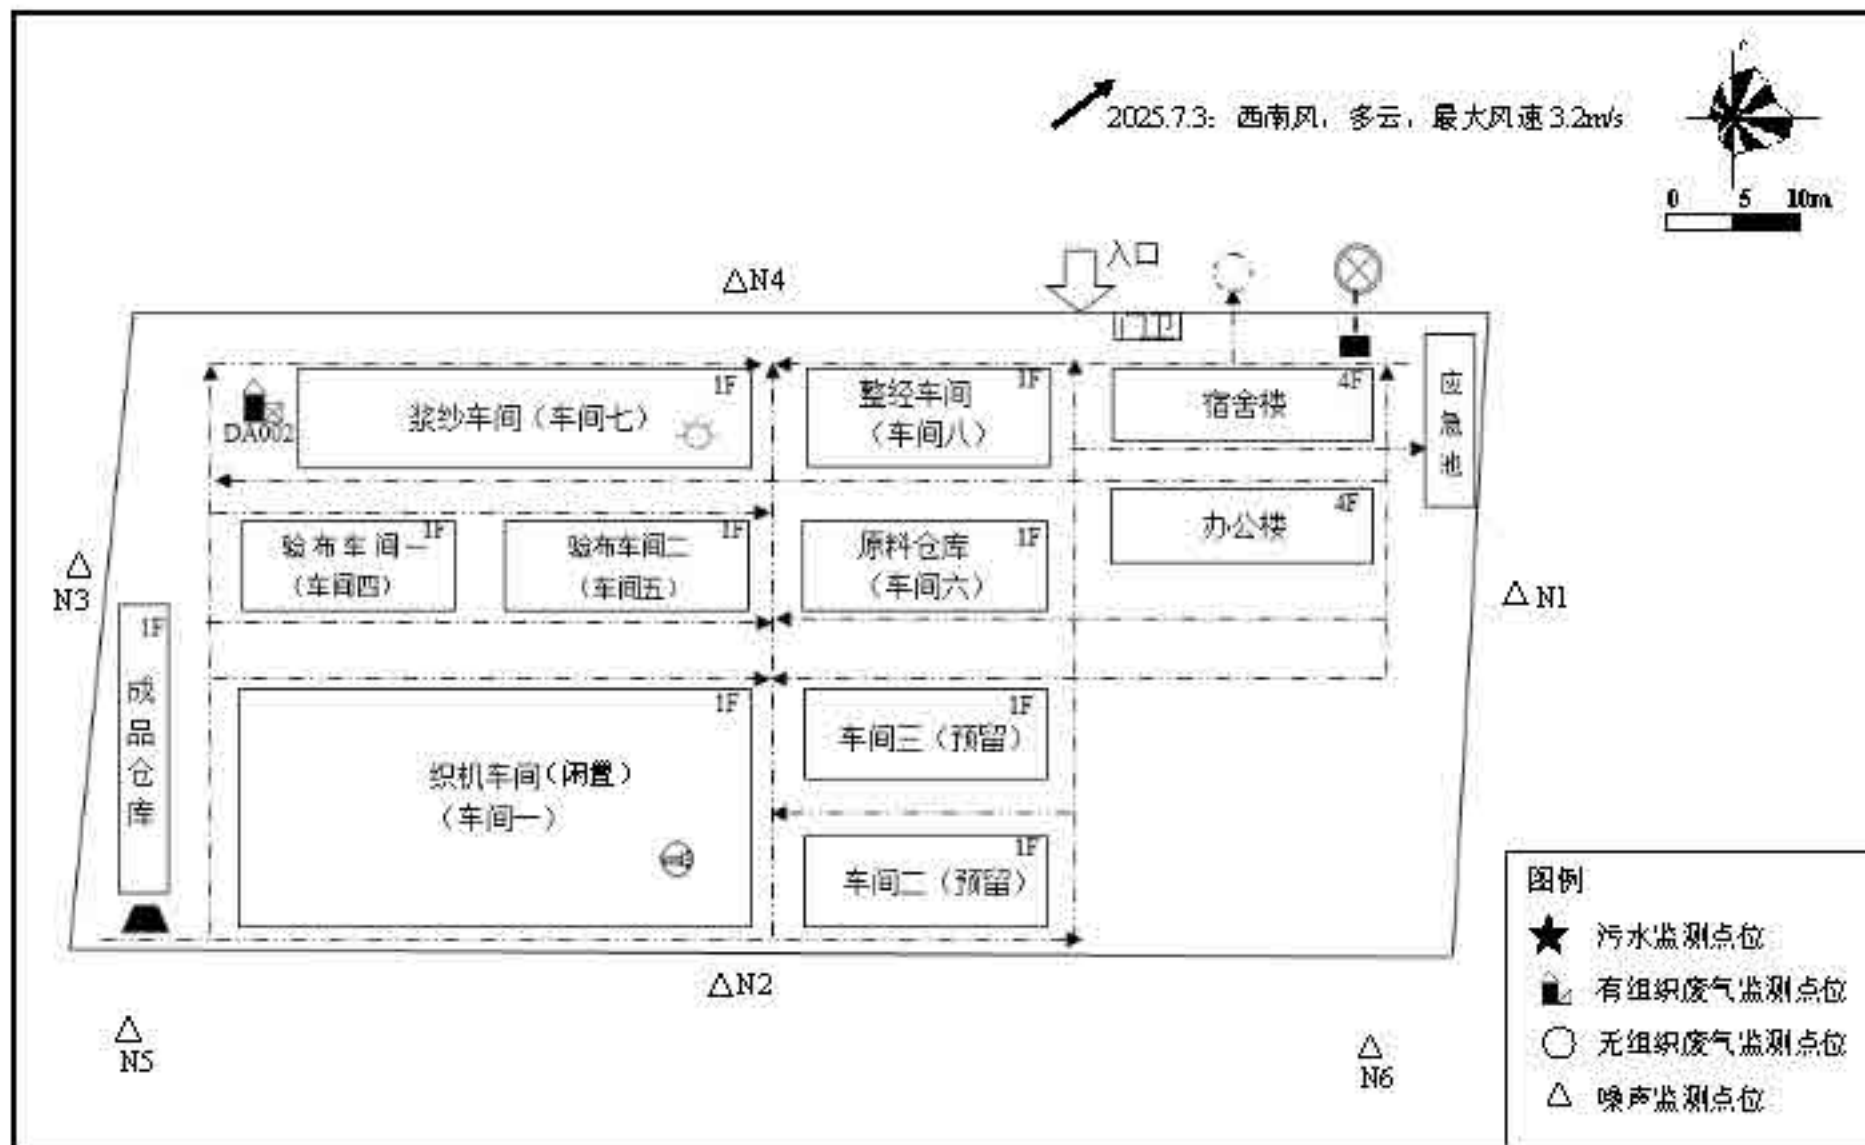 2025.7.3：西南风，多云，最大风速 3.2m/s
0 5 10m
△N4
入口
门卫
1F
浆纱车间（车间七）
DA002
1F
整经车间
（车间八）
4F
宿舍楼
应急池
4F
办公楼
1F
验布车间一
（车间四）
1F
验布车间二
（车间五）
1F
原料仓库
（车间六）
N3
△ N1
1F
成品仓库
1F
织机车间（闲置）
（车间一）
1F
车间三（预留）
1F
车间二（预留）
△N2
N5
N6
图例
污水监测点位
有组织废气监测点位
无组织废气监测点位
噪声监测点位